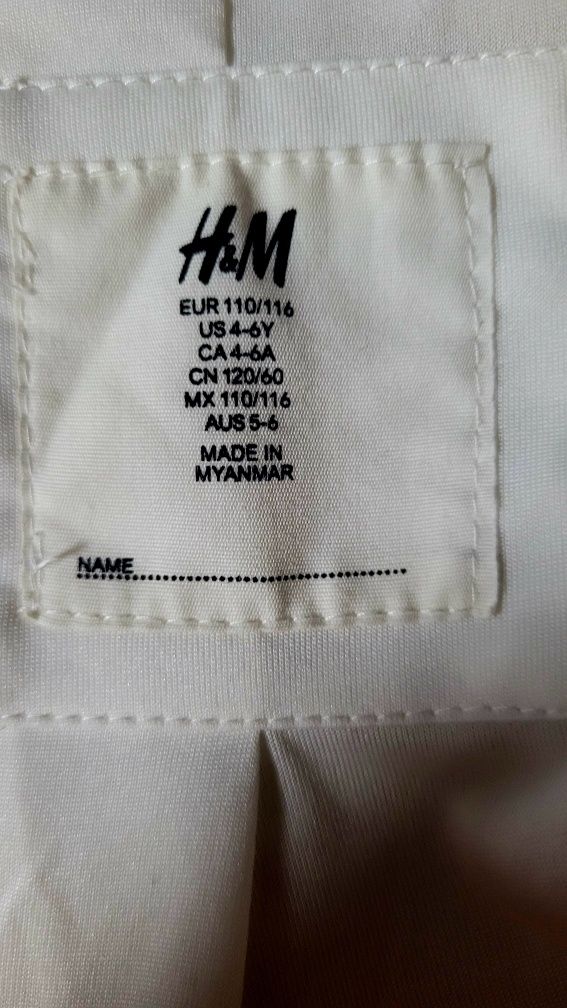 H&M
EUR 110/116
US 4-6Y
CA 4-6A
CN 120/60
MX 110/116
AUS 5-6
MADE IN
MYANMAR
NAME